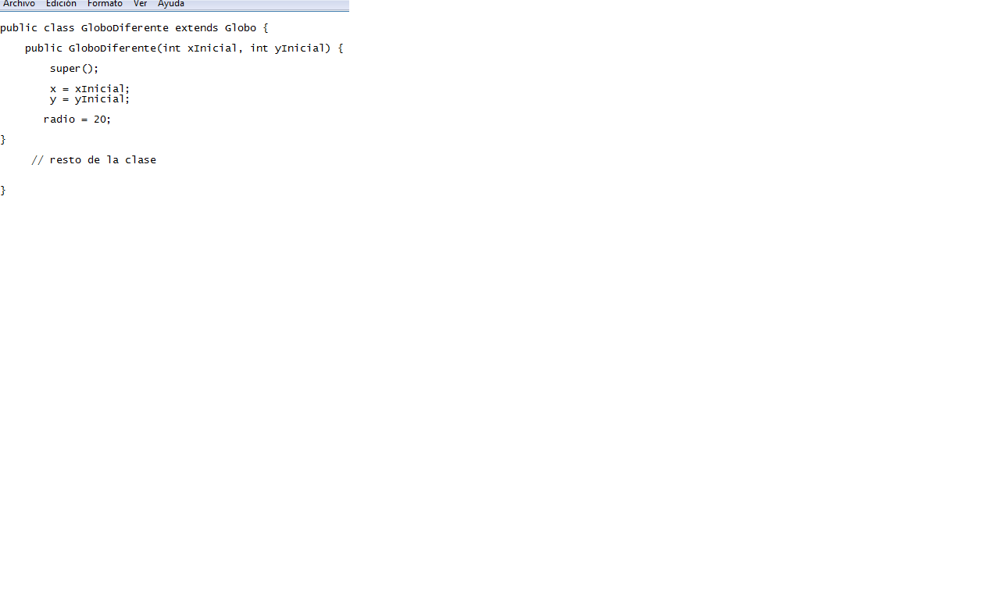 Archivo Edición Formato Ver Ayuda
public class GloboDiferente extends Globo {
public GloboDiferente(int xInicial, int yInicial) {
super();
x = xInicial;
y = yInicial;
radio = 20;
}
// resto de la clase
}